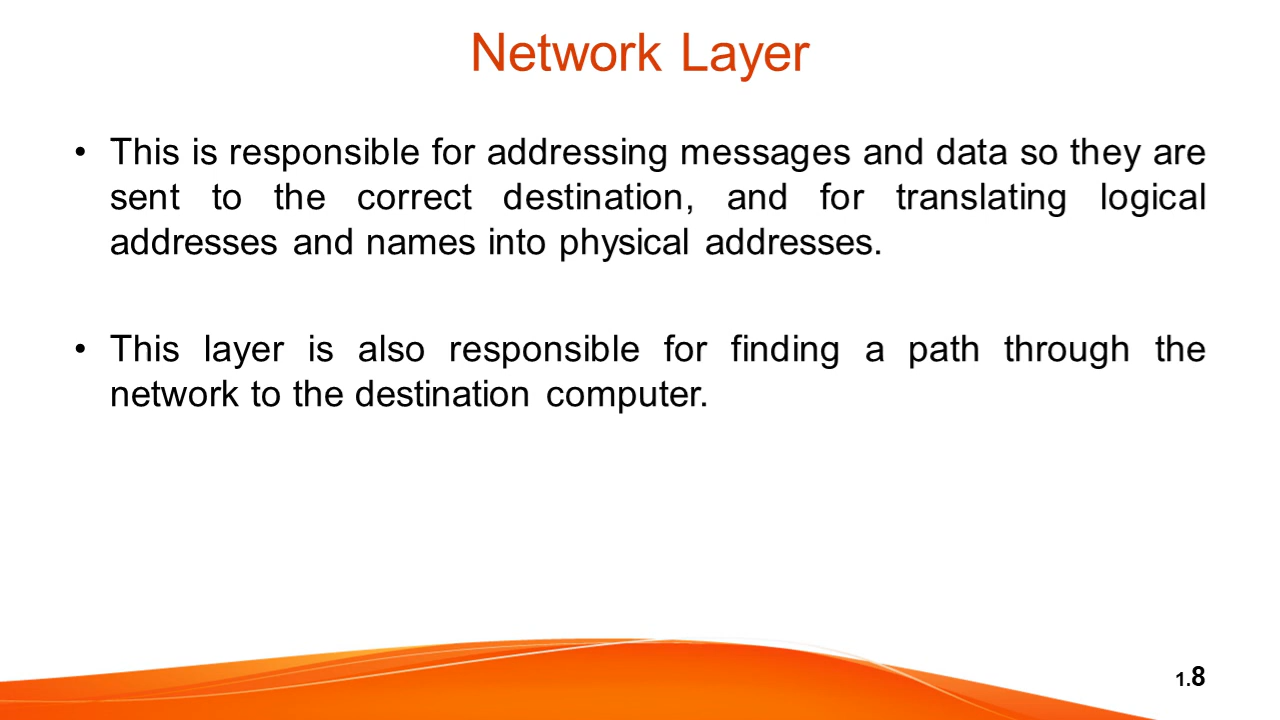 Network Layer
• This is responsible for addressing messages and data so they are
sent to the correct destination, and for translating logical
addresses and names into physical addresses.
• This layer is also responsible for finding a path through the
network to the destination computer.
1.8